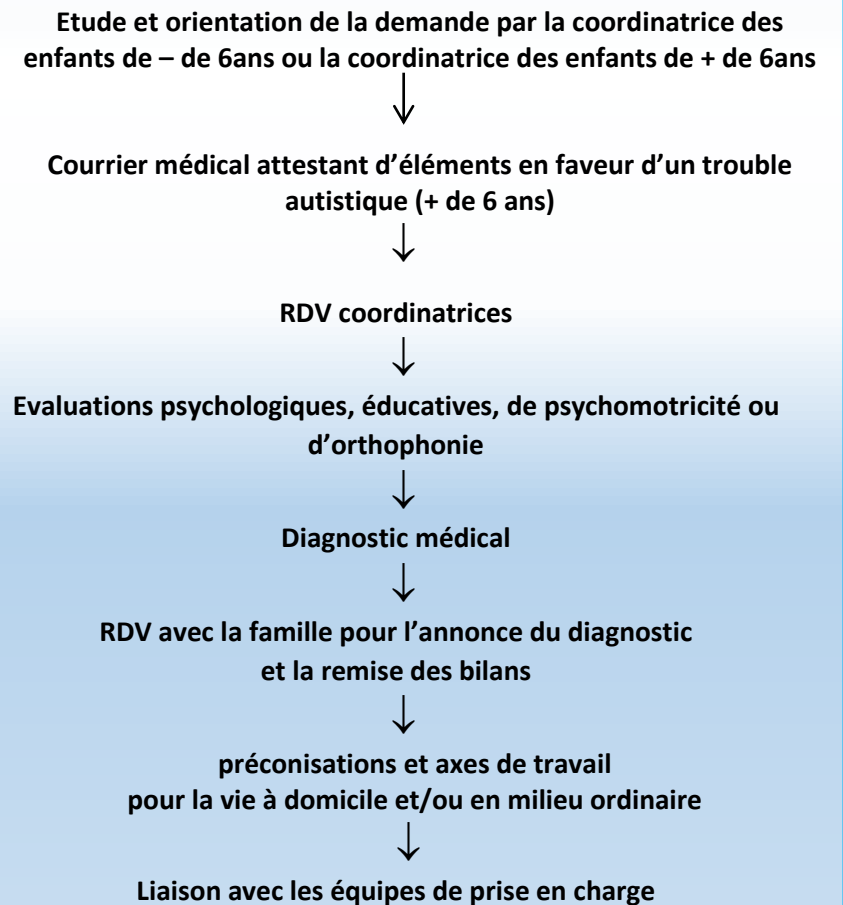 Etude et orientation de la demande par la coordinatrice des
enfants de – de 6ans ou la coordinatrice des enfants de + de 6ans
Courrier médical attestant d’éléments en faveur d’un trouble
autistique (+ de 6 ans)
RDV coordinatrices
Evaluations psychologiques, éducatives, de psychomotricité ou
d’orthophonie
Diagnostic médical
RDV avec la famille pour l’annonce du diagnostic
et la remise des bilans
préconisations et axes de travail
pour la vie à domicile et/ou en milieu ordinaire
Liaison avec les équipes de prise en charge